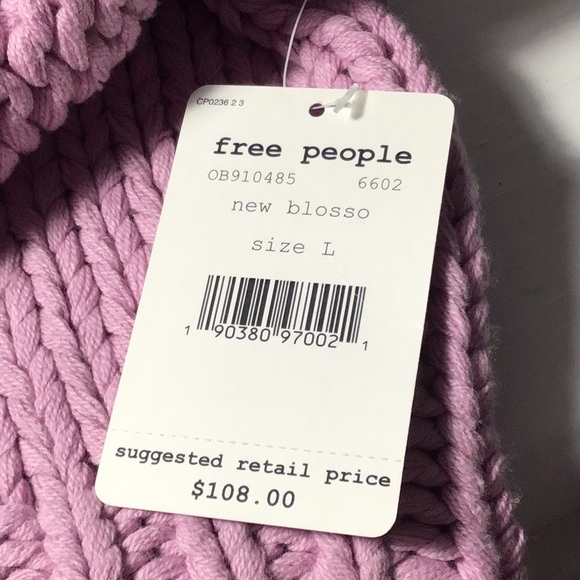 CP0236 2 3
free people
OB910485 6602
new blosso
size L
1 90380 97002 1
suggested retail price
$108.00